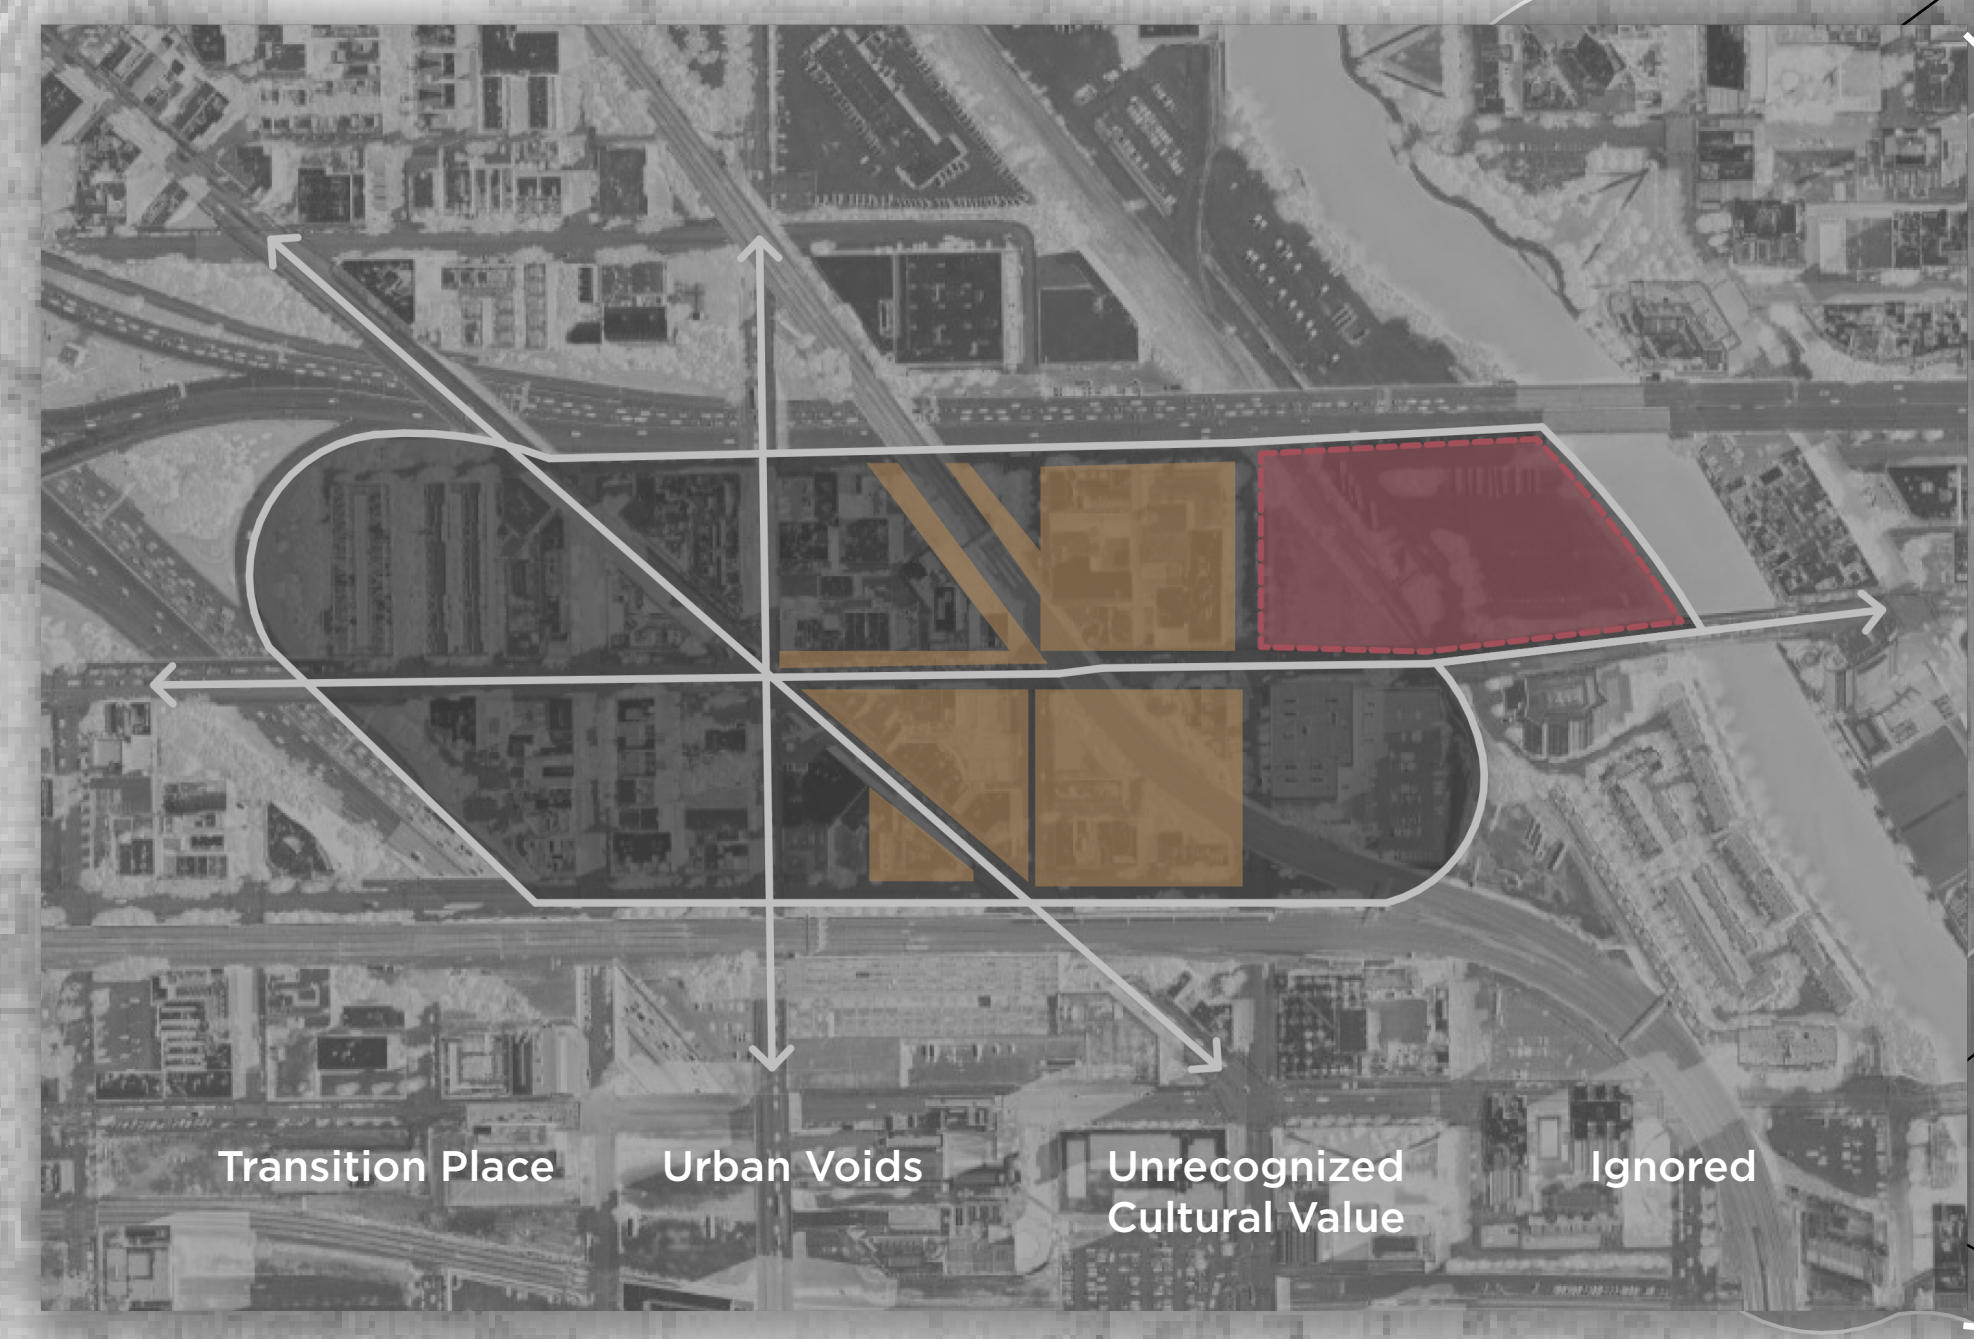 Transition Place
Urban Voids
Unrecognized
Cultural Value
Ignored